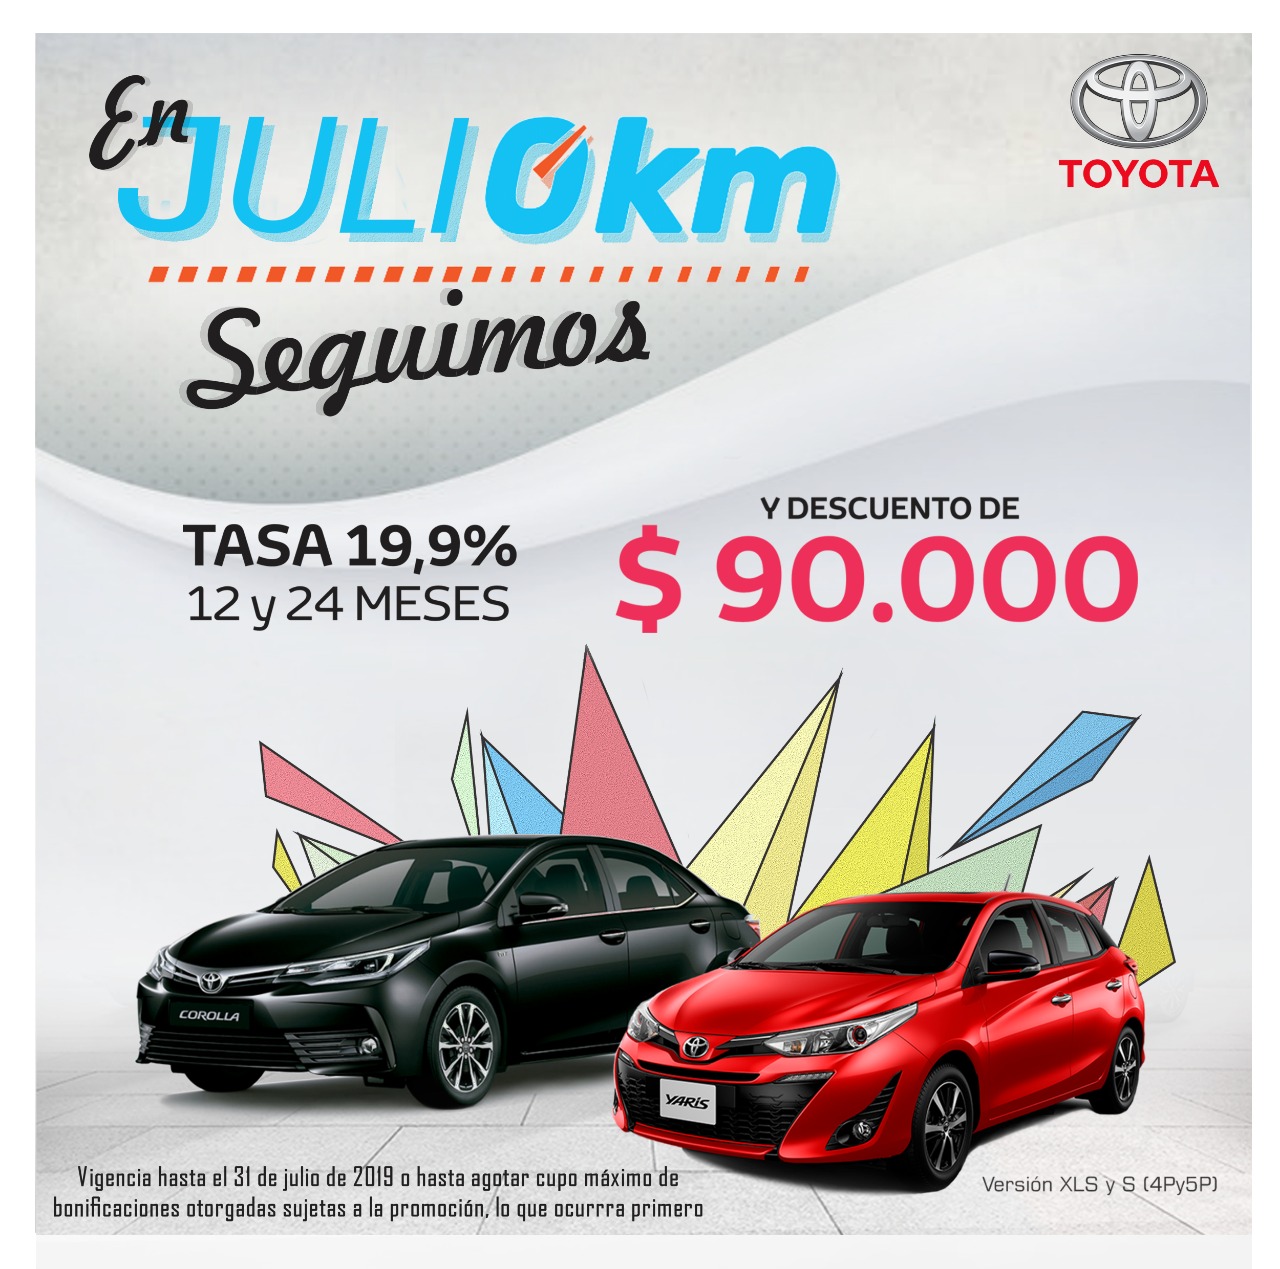 En
JULIO0km
Seguimos
TOYOTA
TASA 19,9%
12 y 24 MESES
Y DESCUENTO DE
$ 90.000
COROLLA
YARiS
Vigencia hasta el 31 de julio de 2019 o hasta agotar cupo máximo de
bonificaciones otorgadas sujetas a la promoción, lo que ocurrra primero
Versión XLS y S (4Py5P)